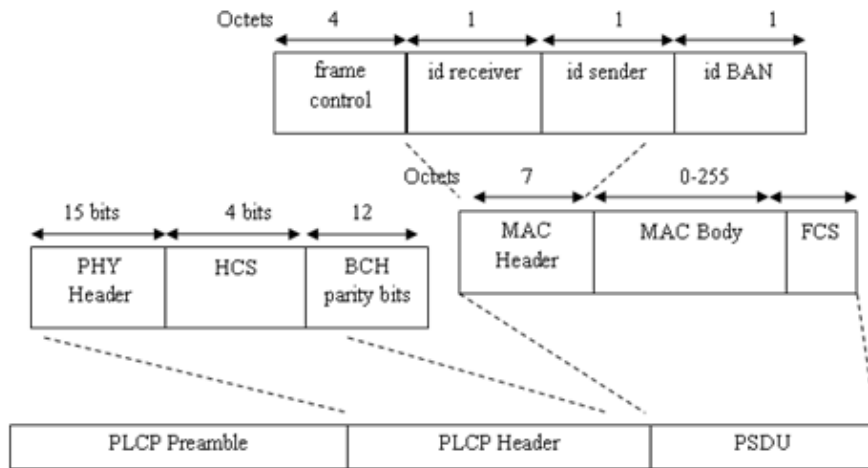 Octets 4 1 1 1
frame control id receiver id sender id BAN
Octets 7 0-255
MAC Header MAC Body FCS
15 bits 4 bits 12
PHY Header HCS BCH parity bits
PLCP Preamble PLCP Header PSDU